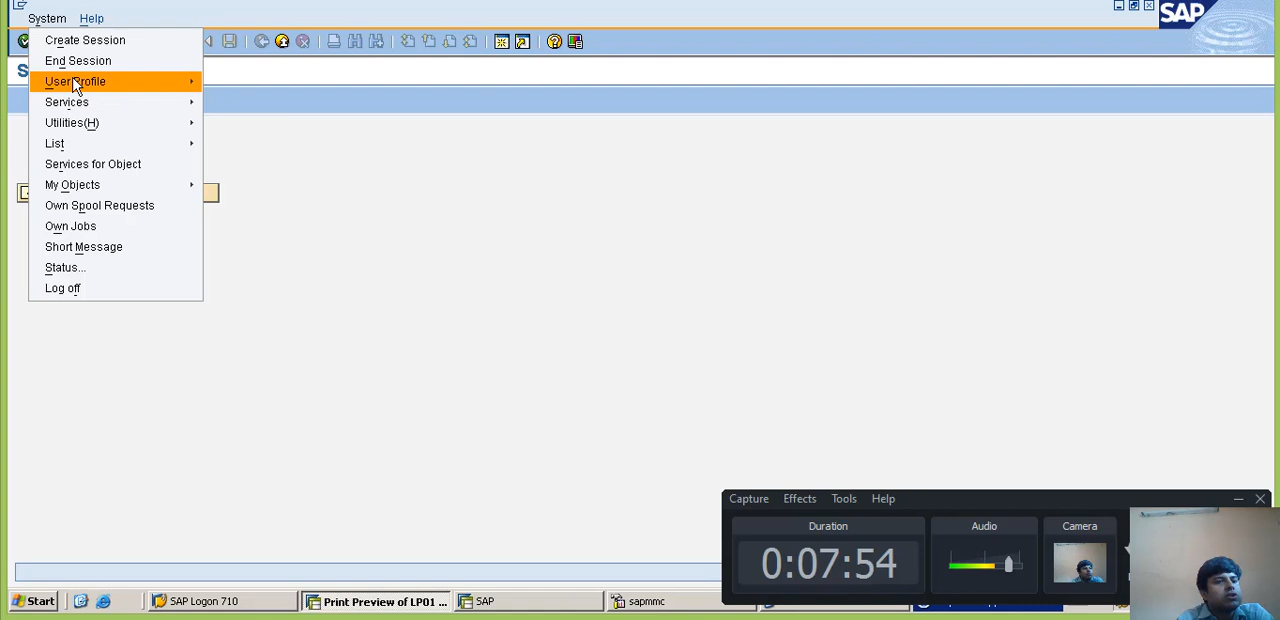 System Help
SAP
Create Session
End Session
S
User Profile
Services
Utilities(H)
List
Services for Object
My Objects
Own Spool Requests
Own Jobs
Short Message
Status...
Log off
Capture Effects Tools Help
Duration Audio Camera
0:07:54
Start SAP Logon 710 Print Preview of LP01 ... SAP sapmmc